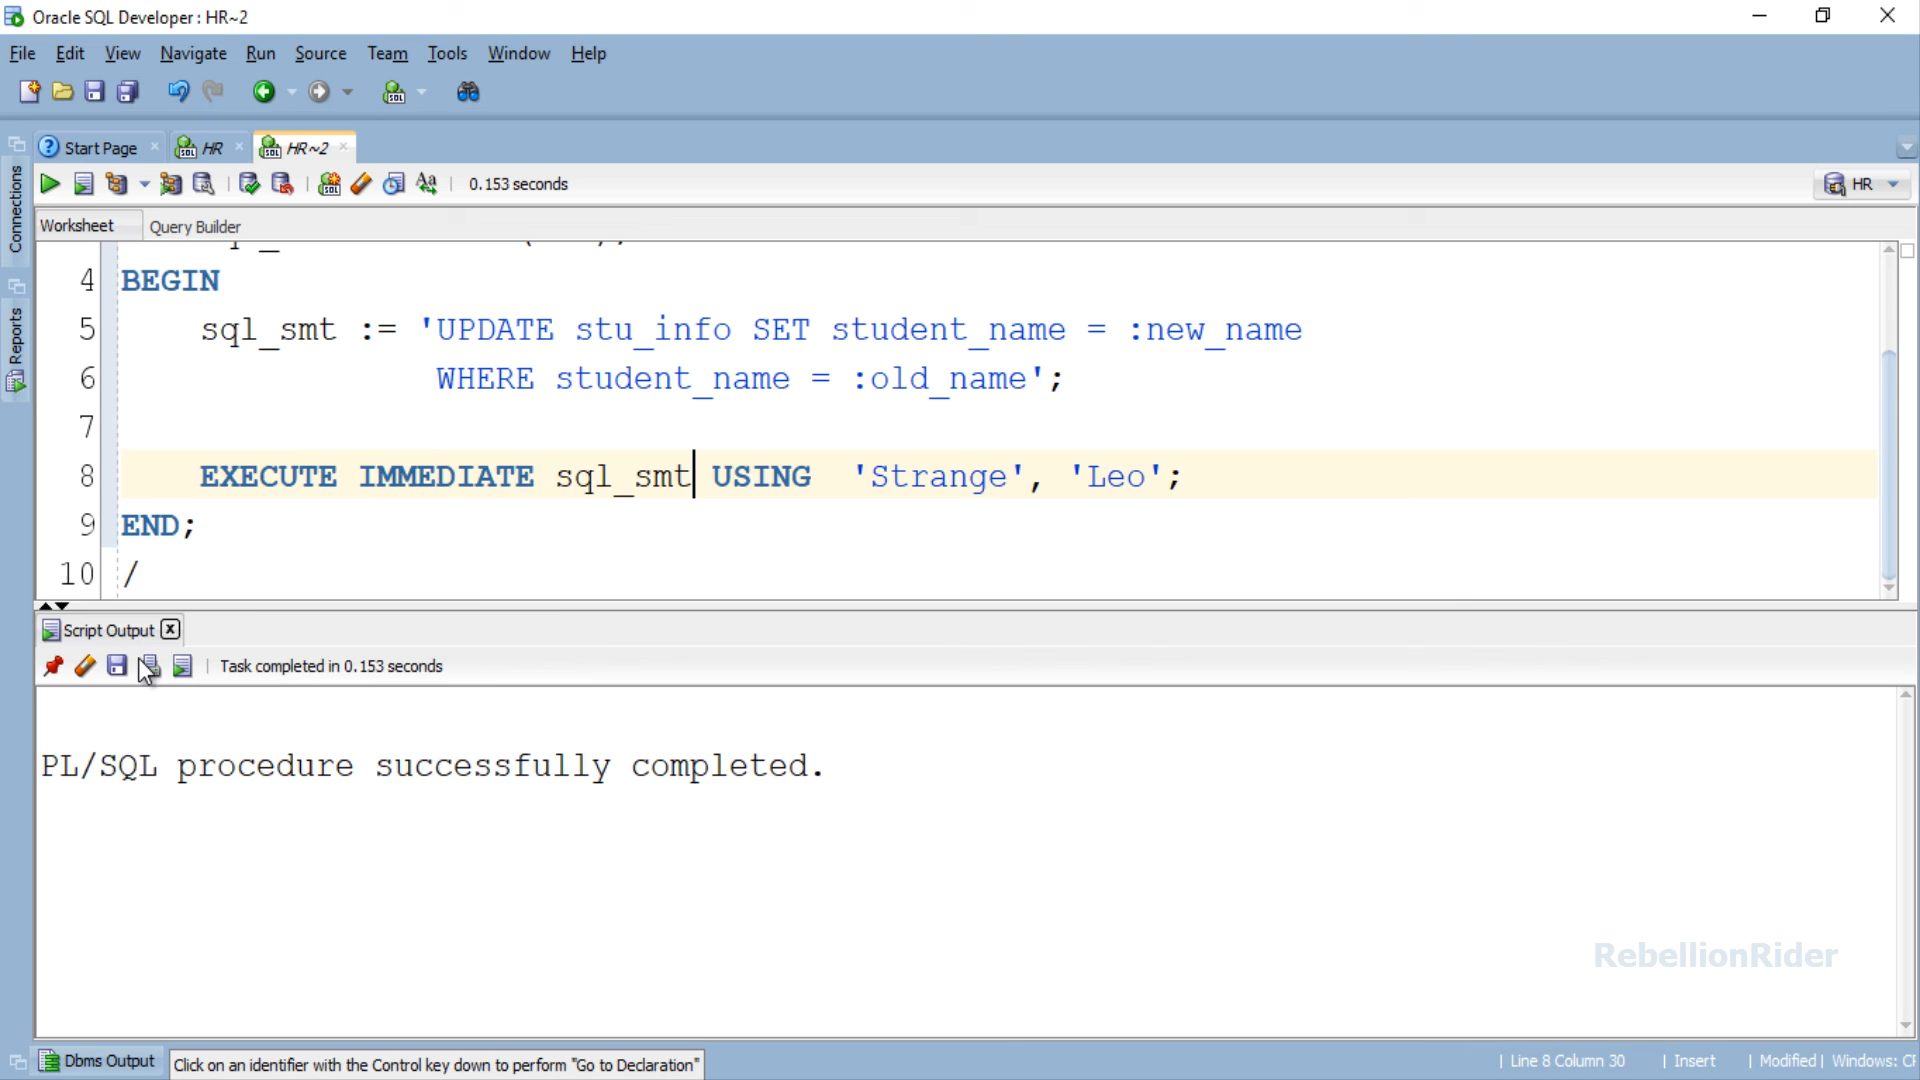 Oracle SQL Developer : HR~2
File Edit View Navigate Run Source Team Tools Window Help
Start Page HR HR~2
0.153 seconds HR
Worksheet Query Builder
Connections
Reports
4 BEGIN
5 sql_smt := 'UPDATE stu_info SET student_name = :new_name
6 WHERE student_name = :old_name';
7
8 EXECUTE IMMEDIATE sql_smt USING 'Strange', 'Leo';
9 END;
10 /
Script Output
Task completed in 0.153 seconds
PL/SQL procedure successfully completed.
RebellionRider
Dbms Output Click on an identifier with the Control key down to perform "Go to Declaration" | Line 8 Column 30 | Insert | Modified | Windows: